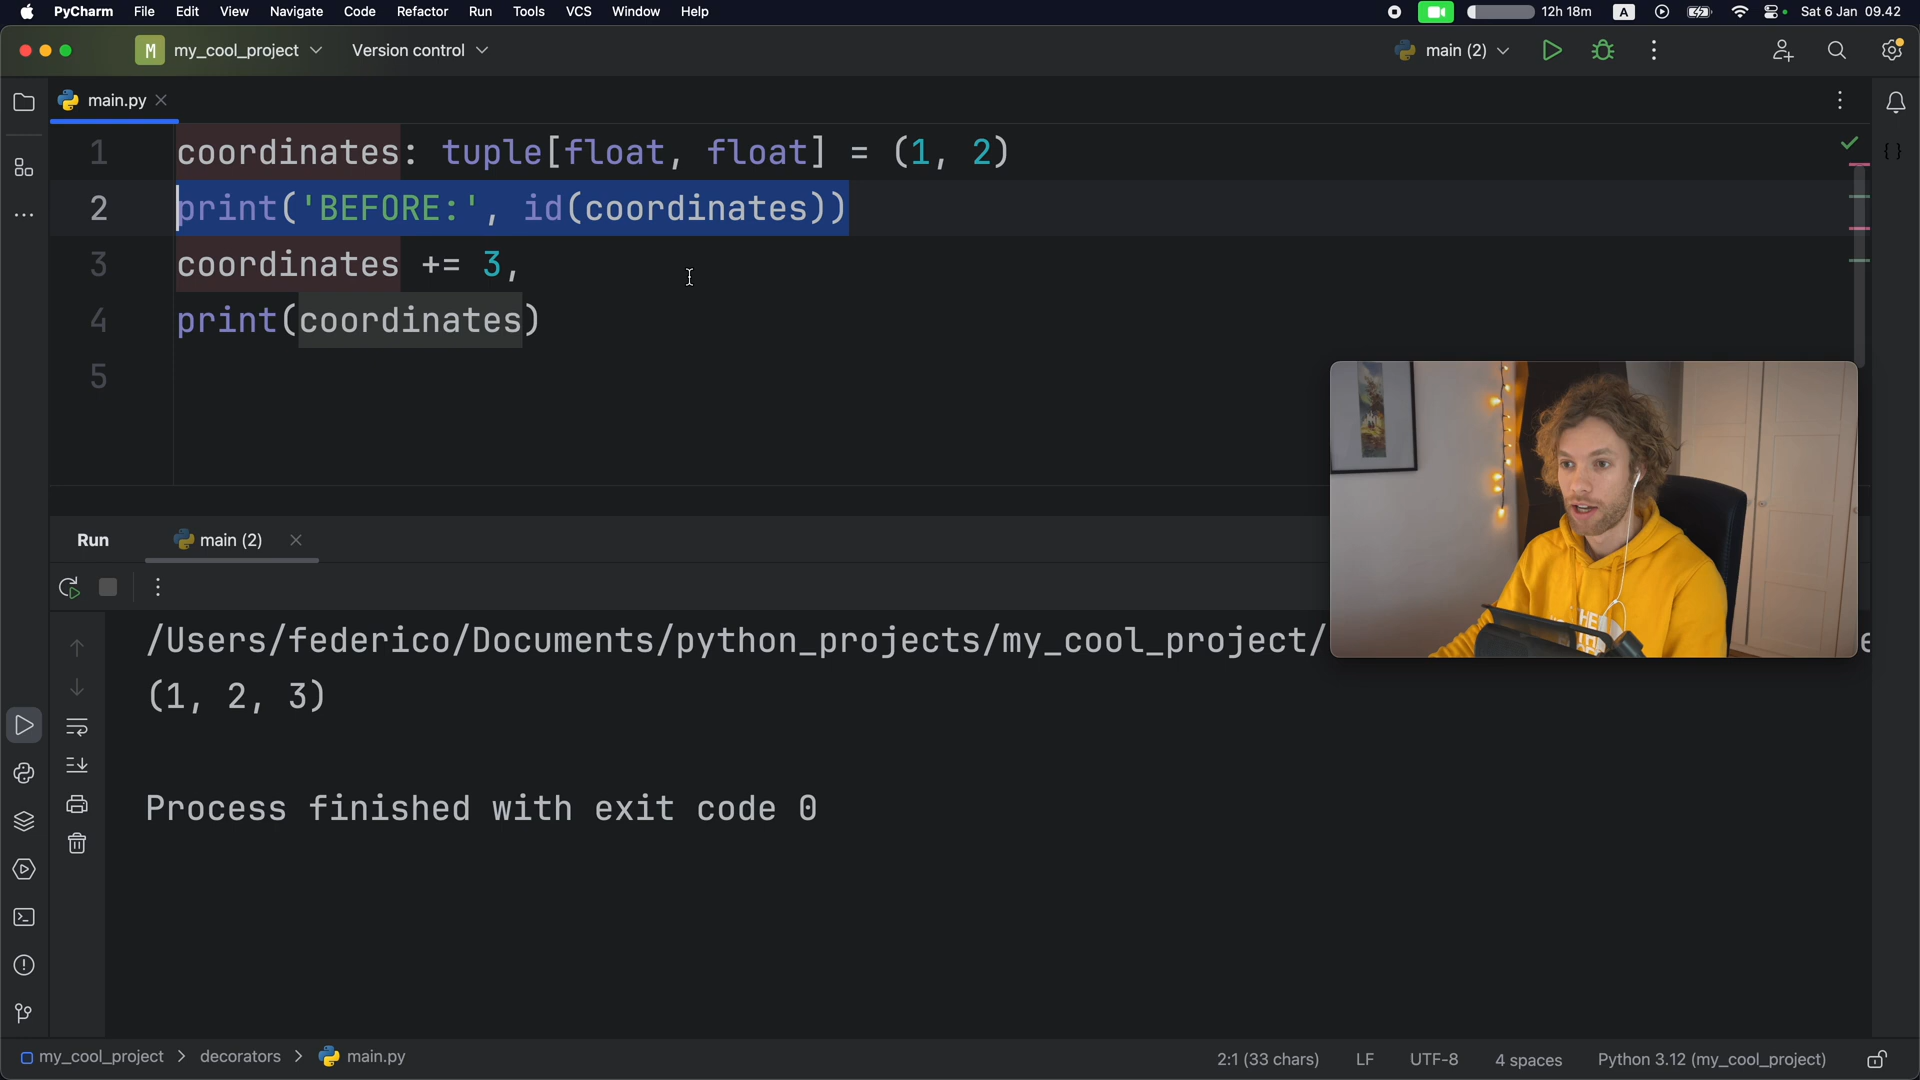 PyCharm File Edit View Navigate Code Refactor Run Tools VCS Window Help 12h 18m A Sat 6 Jan 09.42
M my_cool_project Version control main (2)
main.py
1 coordinates: tuple[float, float] = (1, 2)
2 print('BEFORE:', id(coordinates))
3 coordinates += 3,
4 print(coordinates)
5
Run main (2)
/Users/federico/Documents/python_projects/my_cool_project/
(1, 2, 3)
Process finished with exit code 0
my_cool_project > decorators > main.py 2:1 (33 chars) LF UTF-8 4 spaces Python 3.12 (my_cool_project)